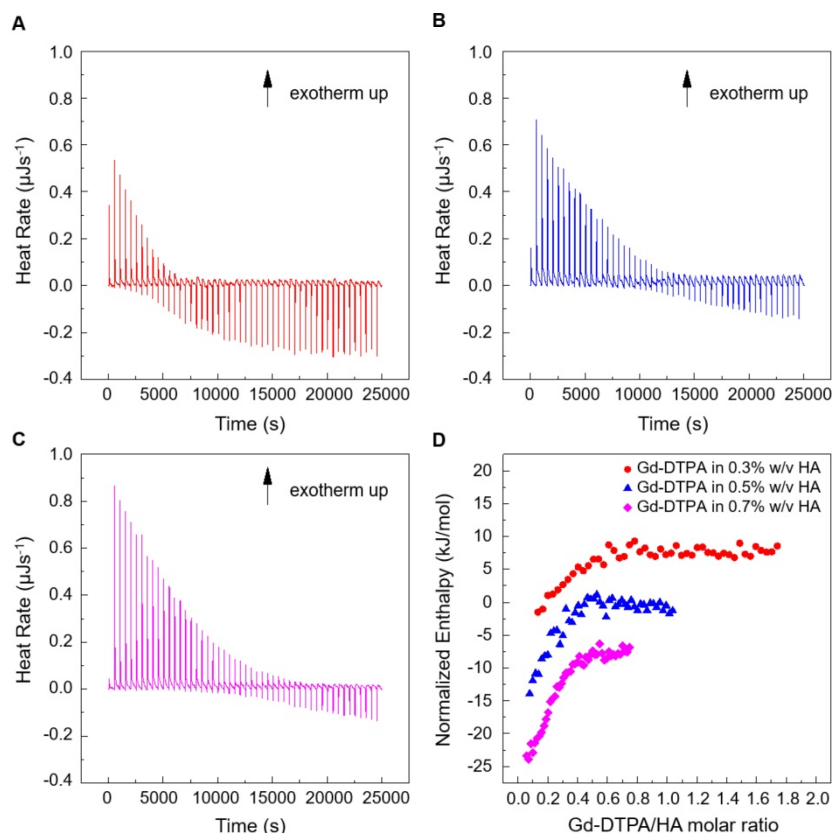 A
1.0
0.8
0.6
0.4
0.2
0.0
-0.2
-0.4
Heat Rate (µJs⁻¹)
exotherm up
0 5000 10000 15000 20000 25000
Time (s)
B
1.0
0.8
0.6
0.4
0.2
0.0
-0.2
-0.4
Heat Rate (µJs⁻¹)
exotherm up
0 5000 10000 15000 20000 25000
Time (s)
C
1.0
0.8
0.6
0.4
0.2
0.0
-0.2
-0.4
Heat Rate (µJs⁻¹)
exotherm up
0 5000 10000 15000 20000 25000
Time (s)
D
20
15
10
5
0
-5
-10
-15
-20
-25
Normalized Enthalpy (kJ/mol)
Gd-DTPA in 0.3% w/v HA
Gd-DTPA in 0.5% w/v HA
Gd-DTPA in 0.7% w/v HA
0.0 0.2 0.4 0.6 0.8 1.0 1.2 1.4 1.6 1.8 2.0
Gd-DTPA/HA molar ratio